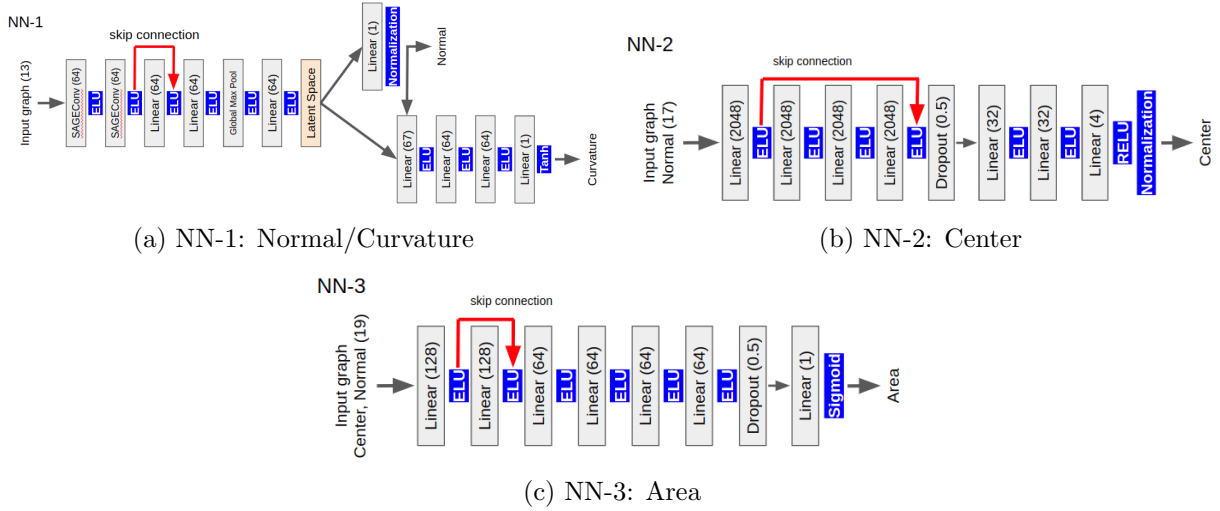 NN-1
skip connection
Input graph (13)
SAGEConv (64)
ELU
SAGEConv (64)
ELU
Linear (64)
ELU
Linear (64)
ELU
Global Max Pool
ELU
Linear (64)
ELU
Latent Space
Linear (1)
Normalization
Normal
Linear (67)
ELU
Linear (64)
ELU
Linear (64)
ELU
Linear (1)
Tanh
Curvature
(a) NN-1: Normal/Curvature
NN-2
skip connection
Input graph
Normal (17)
Linear (2048)
ELU
Linear (2048)
ELU
Linear (2048)
ELU
Linear (2048)
ELU
Dropout (0.5)
Linear (32)
ELU
Linear (32)
ELU
Linear (4)
RELU
Normalization
Center
(b) NN-2: Center
NN-3
skip connection
Input graph
Center, Normal (19)
Linear (128)
ELU
Linear (128)
ELU
Linear (64)
ELU
Linear (64)
ELU
Linear (64)
ELU
Linear (64)
ELU
Dropout (0.5)
Linear (1)
Sigmoid
Area
(c) NN-3: Area